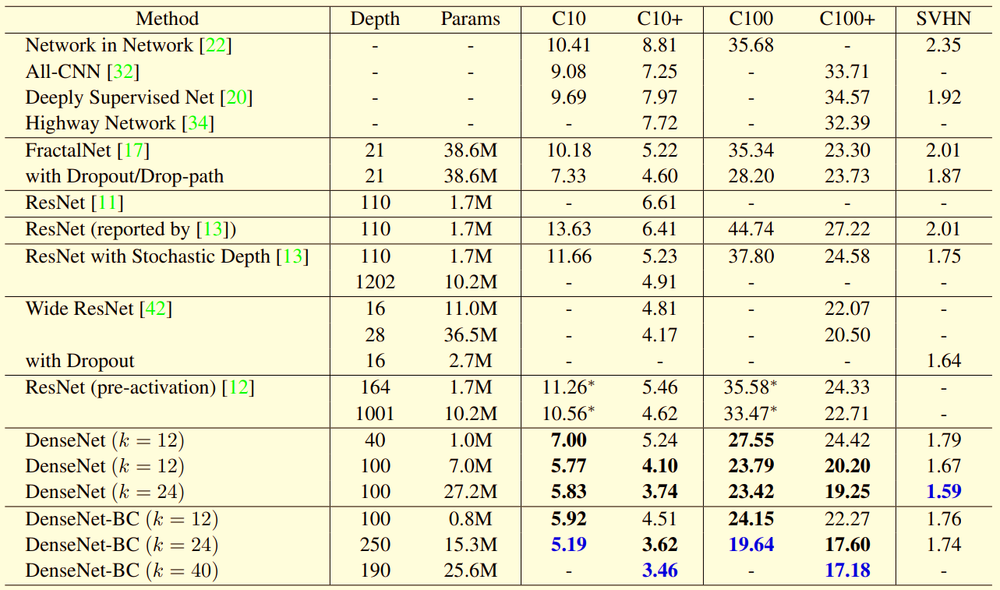 Method Depth Params C10 C10+ C100 C100+ SVHN
Network in Network [22] - - 10.41 8.81 35.68 - 2.35
All-CNN [32] - - 9.08 7.25 - 33.71 -
Deeply Supervised Net [20] - - 9.69 7.97 - 34.57 1.92
Highway Network [34] - - - 7.72 - 32.39 -
FractalNet [17] 21 38.6M 10.18 5.22 35.34 23.30 2.01
with Dropout/Drop-path 21 38.6M 7.33 4.60 28.20 23.73 1.87
ResNet [11] 110 1.7M - 6.61 - - -
ResNet (reported by [13]) 110 1.7M 13.63 6.41 44.74 27.22 2.01
ResNet with Stochastic Depth [13] 110 1.7M 11.66 5.23 37.80 24.58 1.75
1202 10.2M - 4.91 - - -
Wide ResNet [42] 16 11.0M - 4.81 - 22.07 -
28 36.5M - 4.17 - 20.50 -
with Dropout 16 2.7M - - - - 1.64
ResNet (pre-activation) [12] 164 1.7M 11.26* 5.46 35.58* 24.33 -
1001 10.2M 10.56* 4.62 33.47* 22.71 -
DenseNet (k = 12) 40 1.0M 7.00 5.24 27.55 24.42 1.79
DenseNet (k = 12) 100 7.0M 5.77 4.10 23.79 20.20 1.67
DenseNet (k = 24) 100 27.2M 5.83 3.74 23.42 19.25 1.59
DenseNet-BC (k = 12) 100 0.8M 5.92 4.51 24.15 22.27 1.76
DenseNet-BC (k = 24) 250 15.3M 5.19 3.62 19.64 17.60 1.74
DenseNet-BC (k = 40) 190 25.6M - 3.46 - 17.18 -